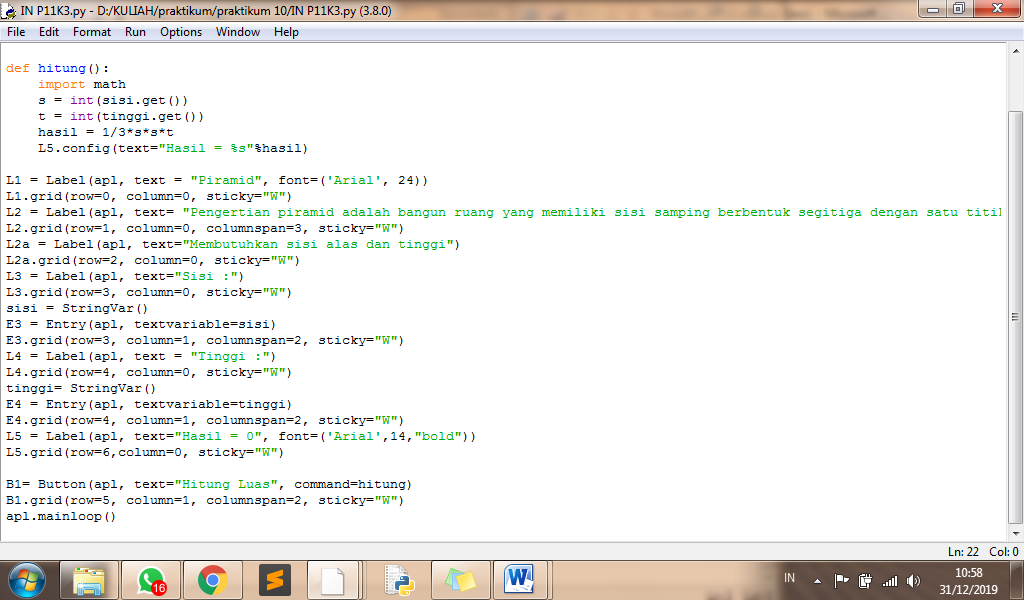 IN P11K3.py - D:/KULIAH/praktikum/praktikum 10/IN P11K3.py (3.8.0)
File Edit Format Run Options Window Help
def hitung():
    import math
    s = int(sisi.get())
    t = int(tinggi.get())
    hasil = 1/3*s*s*t
    L5.config(text="Hasil = %s"%hasil)
L1 = Label(apl, text = "Piramid", font=('Arial', 24))
L1.grid(row=0, column=0, sticky="W")
L2 = Label(apl, text= "Pengertian piramid adalah bangun ruang yang memiliki sisi samping berbentuk segitiga dengan satu
L2.grid(row=1, column=0, columnspan=3, sticky="W")
L2a = Label(apl, text="Membutuhkan sisi alas dan tinggi")
L2a.grid(row=2, column=0, sticky="W")
L3 = Label(apl, text="Sisi :")
L3.grid(row=3, column=0, sticky="W")
sisi = StringVar()
E3 = Entry(apl, textvariable=sisi)
E3.grid(row=3, column=1, columnspan=2, sticky="W")
L4 = Label(apl, text = "Tinggi :")
L4.grid(row=4, column=0, sticky="W")
tinggi= StringVar()
E4 = Entry(apl, textvariable=tinggi)
E4.grid(row=4, column=1, columnspan=2, sticky="W")
L5 = Label(apl, text="Hasil = 0", font=('Arial',14,"bold"))
L5.grid(row=6,column=0, sticky="W")
B1= Button(apl, text="Hitung Luas", command=hitung)
B1.grid(row=5, column=1, columnspan=2, sticky="W")
apl.mainloop()
Ln: 22 Col: 0
16
W
IN
10:58
31/12/2019